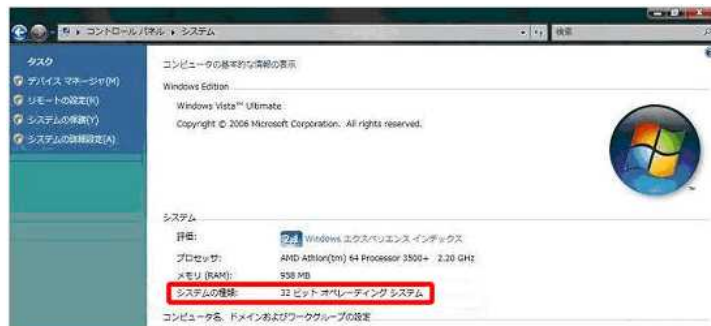 コントロール パネル ▸ システム
検索
タスク
デバイス マネージャ(M)
リモートの設定(R)
システムの保護(Y)
システムの詳細設定(A)
コンピュータの基本的な情報の表示
Windows Edition
Windows Vista™ Ultimate
Copyright © 2006 Microsoft Corporation. All rights reserved.
システム
評価:
Windows エクスペリエンス インデックス
プロセッサ:
AMD Athlon(tm) 64 Processor 3500+ 2.20 GHz
メモリ (RAM):
958 MB
システムの種類:
32 ビット オペレーティング システム
コンピュータ名、ドメインおよびワークグループの設定